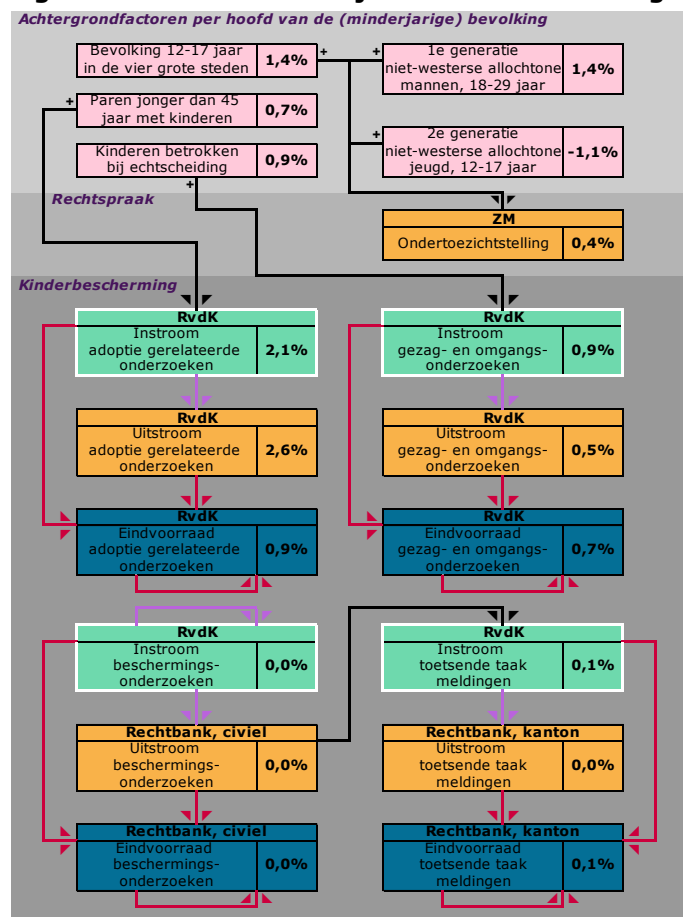 Achtergrondfactoren per hoofd van de (minderjarige) bevolking
Bevolking 12-17 jaar
in de vier grote steden
1,4%
+
1e generatie
niet-westerse allochtone
mannen, 18-29 jaar
1,4%
+
+
Paren jonger dan 45
jaar met kinderen
0,7%
+
2e generatie
niet-westerse allochtone
jeugd, 12-17 jaar
-1,1%
Kinderen betrokken
bij echtscheiding
0,9%
+
Rechtspraak
ZM
Ondertoezichtstelling
0,4%
Kinderbescherming
RvdK
Instroom
adoptie gerelateerde
onderzoeken
2,1%
RvdK
Instroom
gezag- en omgangs-
onderzoeken
0,9%
RvdK
Uitstroom
adoptie gerelateerde
onderzoeken
2,6%
RvdK
Uitstroom
gezag- en omgangs-
onderzoeken
0,5%
RvdK
Eindvoorraad
adoptie gerelateerde
onderzoeken
0,9%
RvdK
Eindvoorraad
gezag- en omgangs-
onderzoeken
0,7%
RvdK
Instroom
beschermings-
onderzoeken
0,0%
RvdK
Instroom
toetsende taak
meldingen
0,1%
Rechtbank, civiel
Uitstroom
beschermings-
onderzoeken
0,0%
Rechtbank, kanton
Uitstroom
toetsende taak
meldingen
0,0%
Rechtbank, civiel
Eindvoorraad
beschermings-
onderzoeken
0,0%
Rechtbank, kanton
Eindvoorraad
toetsende taak
meldingen
0,1%